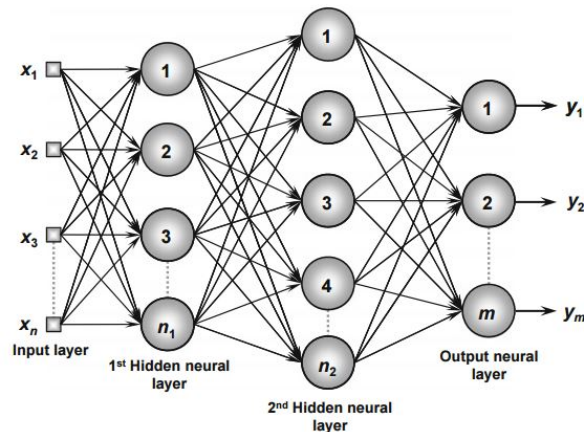 x1
x2
x3
xn
Input layer
1
2
3
n1
1st Hidden neural
layer
1
2
3
4
n2
2nd Hidden neural
layer
1
2
m
Output neural
layer
y1
y2
ym